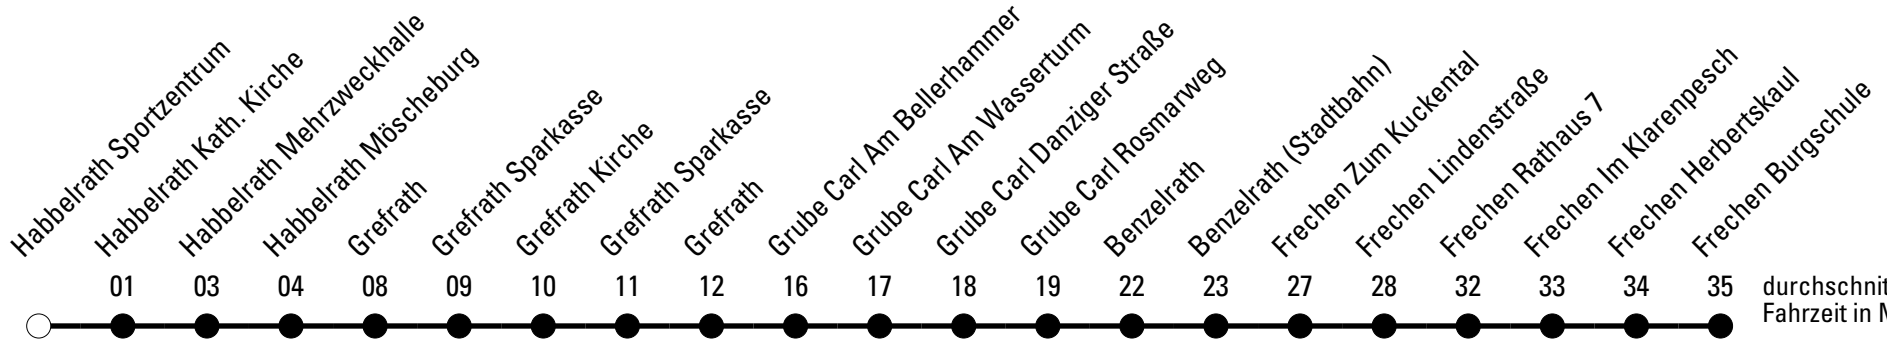 Habbelrath Sportzentrum
Habbelrath Kath. Kirche
Habbelrath Mehrzweckhalle
Habbelrath Möscheburg
Grefrath
Grefrath Sparkasse
Grefrath Kirche
Grefrath Sparkasse
Grefrath
Grube Carl Am Bellerhammer
Grube Carl Am Wasserturm
Grube Carl Danziger Straße
Grube Carl Rosmarweg
Benzelrath
Benzelrath (Stadtbahn)
Frechen Zum Kuckental
Frechen Lindenstraße
Frechen Rathaus 7
Frechen Im Klarenpesch
Frechen Herbertskaul
Frechen Burgschule
01 03 04 08 09 10 11 12 16 17 18 19 22 23 27 28 32 33 34 35
durchschnit
Fahrzeit in M